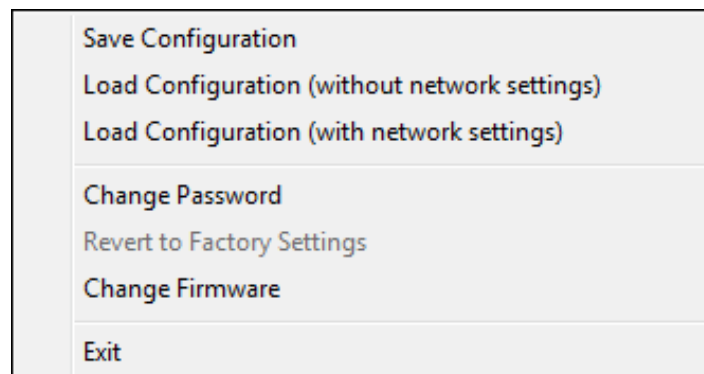 Save Configuration
Load Configuration (without network settings)
Load Configuration (with network settings)
Change Password
Revert to Factory Settings
Change Firmware
Exit